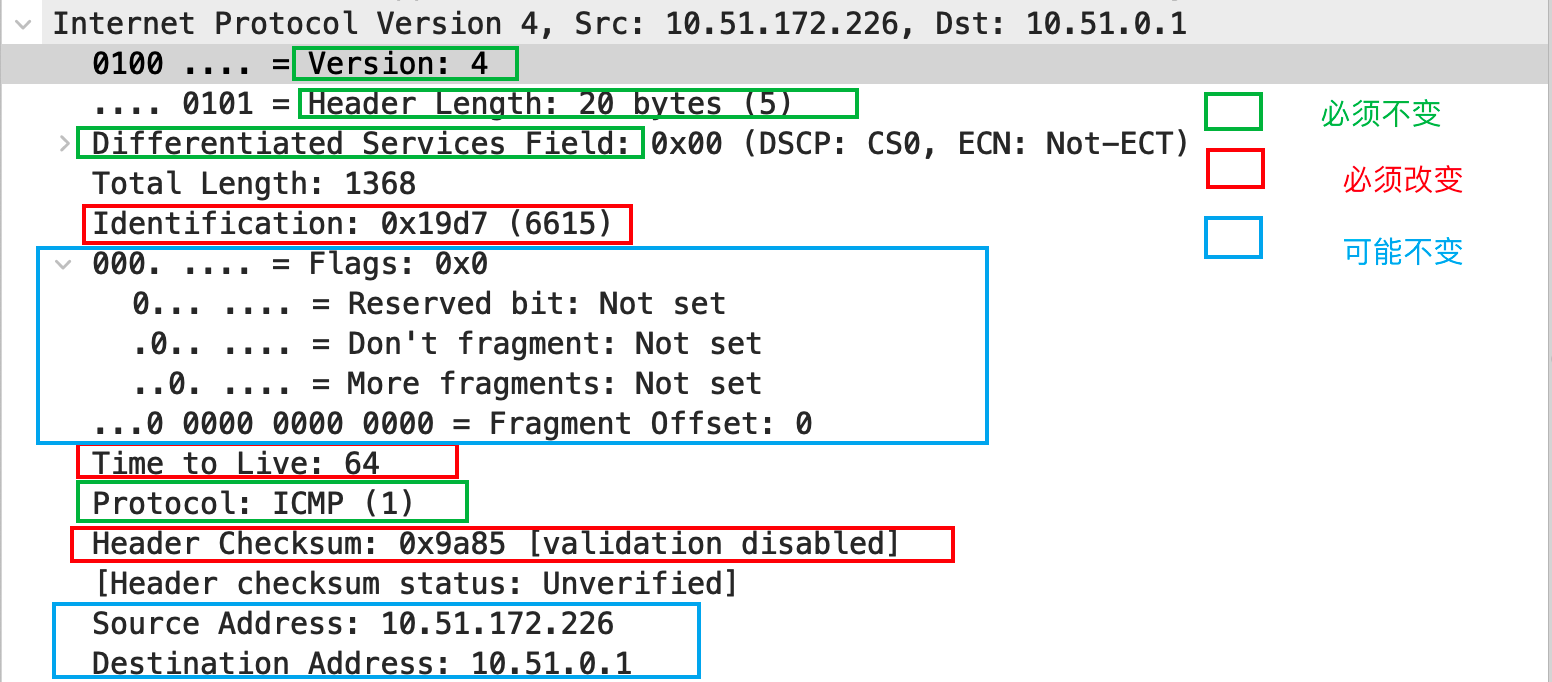 Internet Protocol Version 4, Src: 10.51.172.226, Dst: 10.51.0.1
0100 .... = Version: 4
.... 0101 = Header Length: 20 bytes (5)
Differentiated Services Field: 0x00 (DSCP: CS0, ECN: Not-ECT)
Total Length: 1368
Identification: 0x19d7 (6615)
000. .... = Flags: 0x0
0... .... = Reserved bit: Not set
.0.. .... = Don't fragment: Not set
..0. .... = More fragments: Not set
...0 0000 0000 0000 = Fragment Offset: 0
Time to Live: 64
Protocol: ICMP (1)
Header Checksum: 0x9a85 [validation disabled]
[Header checksum status: Unverified]
Source Address: 10.51.172.226
Destination Address: 10.51.0.1
必须不变
必须改变
可能不变